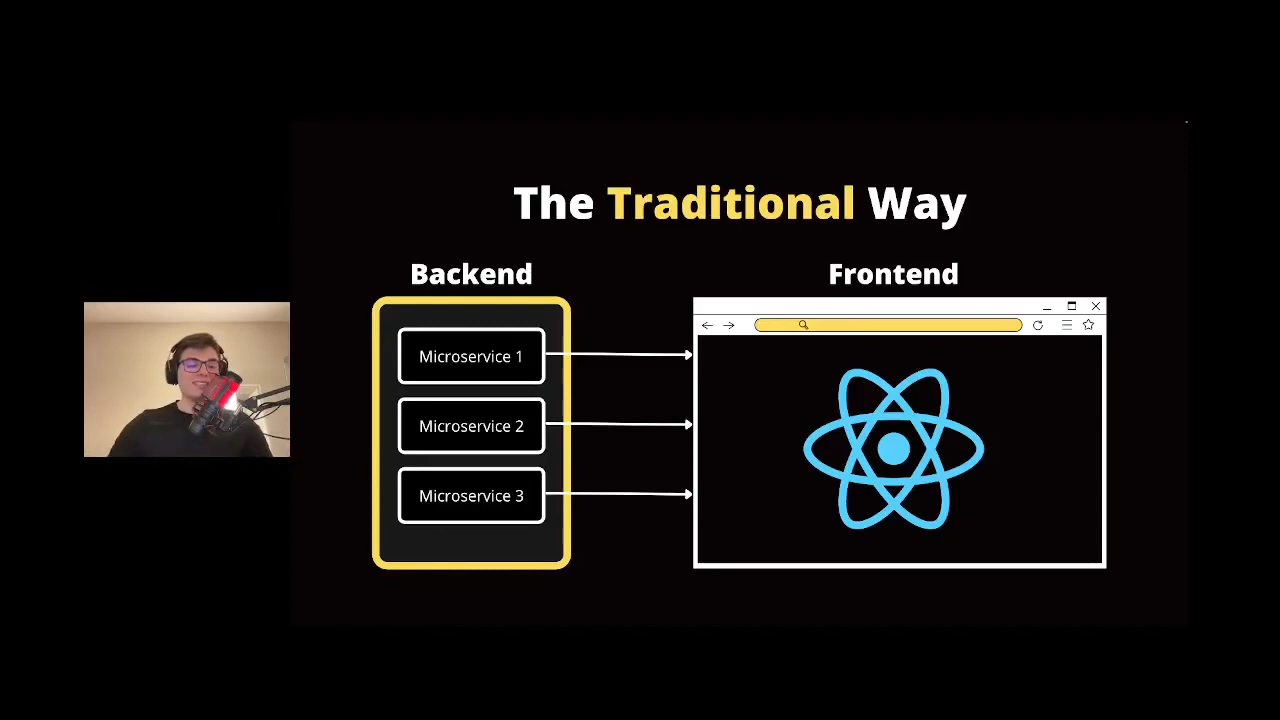 The Traditional Way
Backend
Frontend
Microservice 1
Microservice 2
Microservice 3